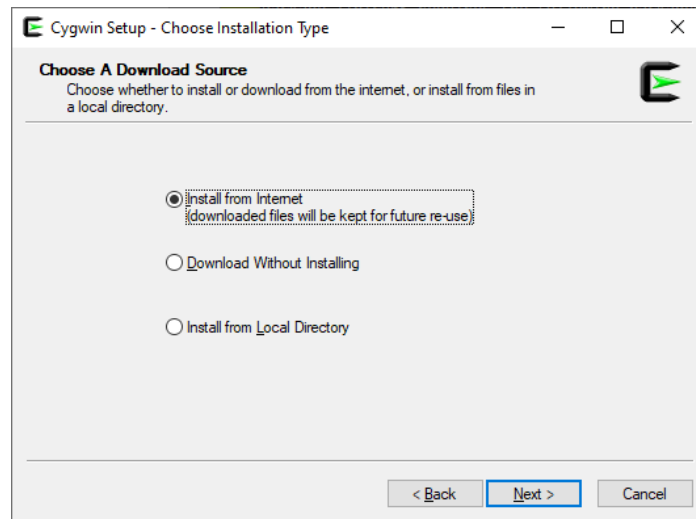 Cygwin Setup - Choose Installation Type
Choose A Download Source
Choose whether to install or download from the internet, or install from files in
a local directory.
Install from Internet
(downloaded files will be kept for future re-use)
Download Without Installing
Install from Local Directory
< Back
Next >
Cancel